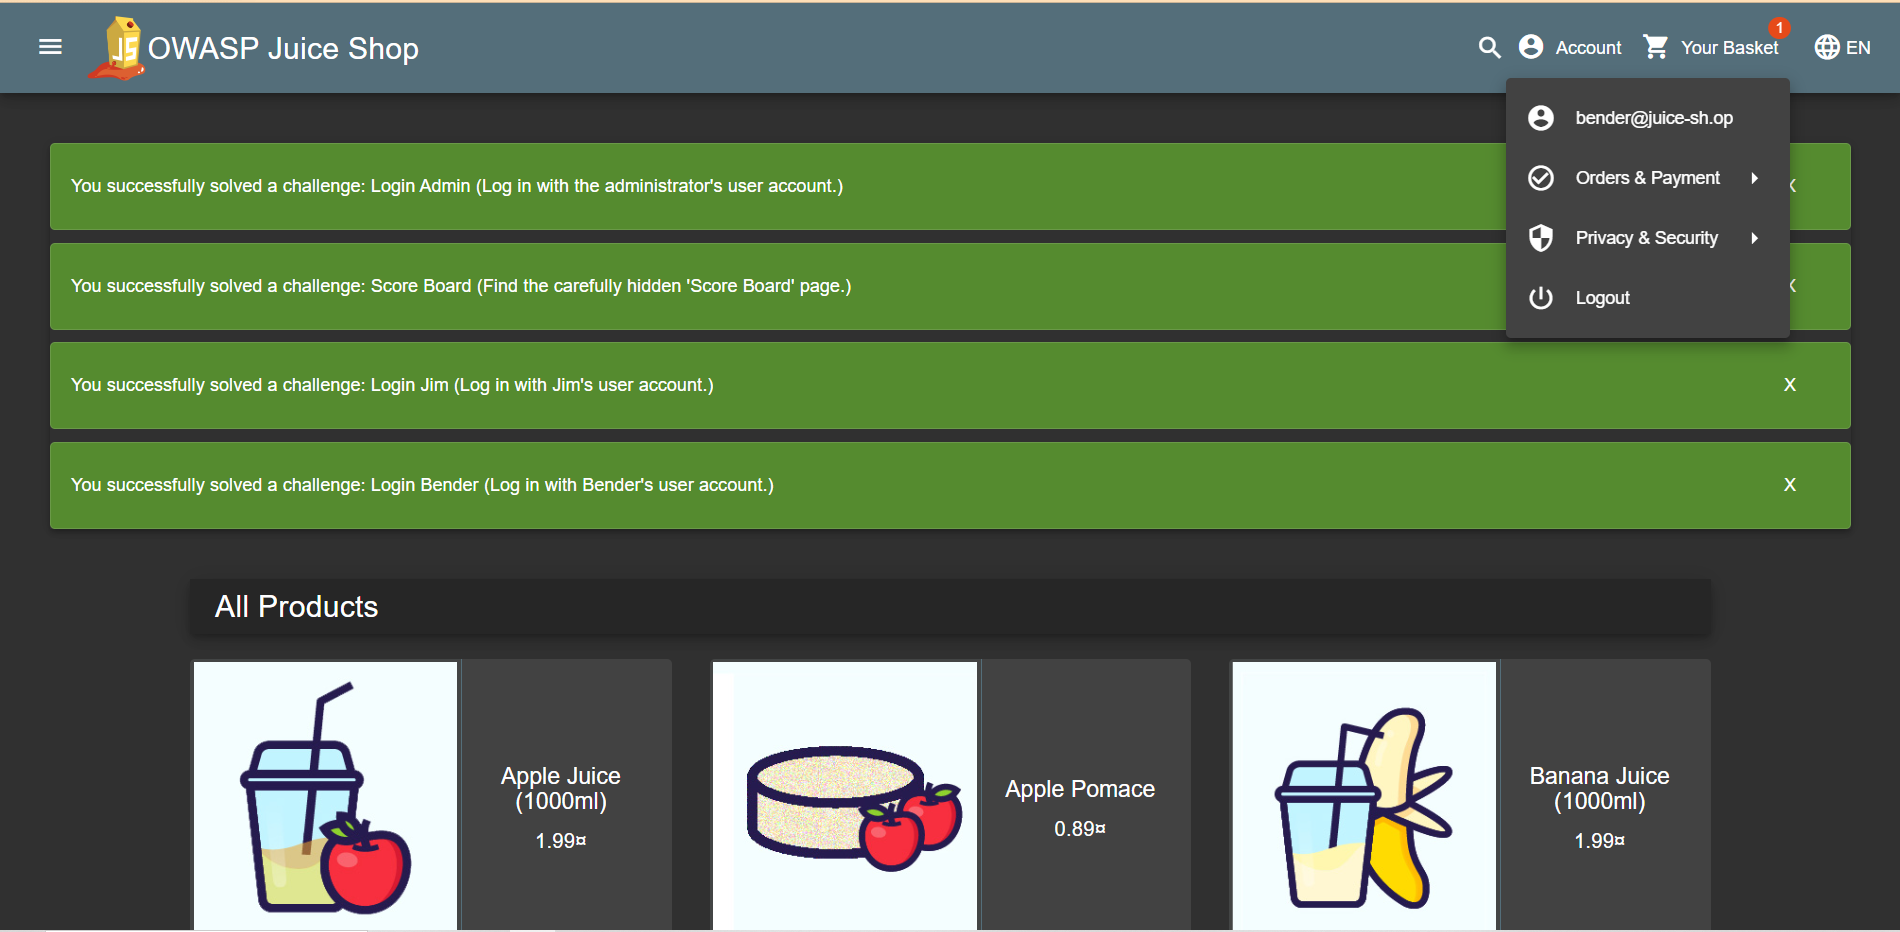 JS OWASP Juice Shop
Account
Your Basket
1
EN
bender@juice-sh.op
Orders & Payment
Privacy & Security
Logout
You successfully solved a challenge: Login Admin (Log in with the administrator's user account.)
You successfully solved a challenge: Score Board (Find the carefully hidden 'Score Board' page.)
You successfully solved a challenge: Login Jim (Log in with Jim's user account.) X
You successfully solved a challenge: Login Bender (Log in with Bender's user account.) X
All Products
Apple Juice
(1000ml)
1.99¤
Apple Pomace
0.89¤
Banana Juice
(1000ml)
1.99¤